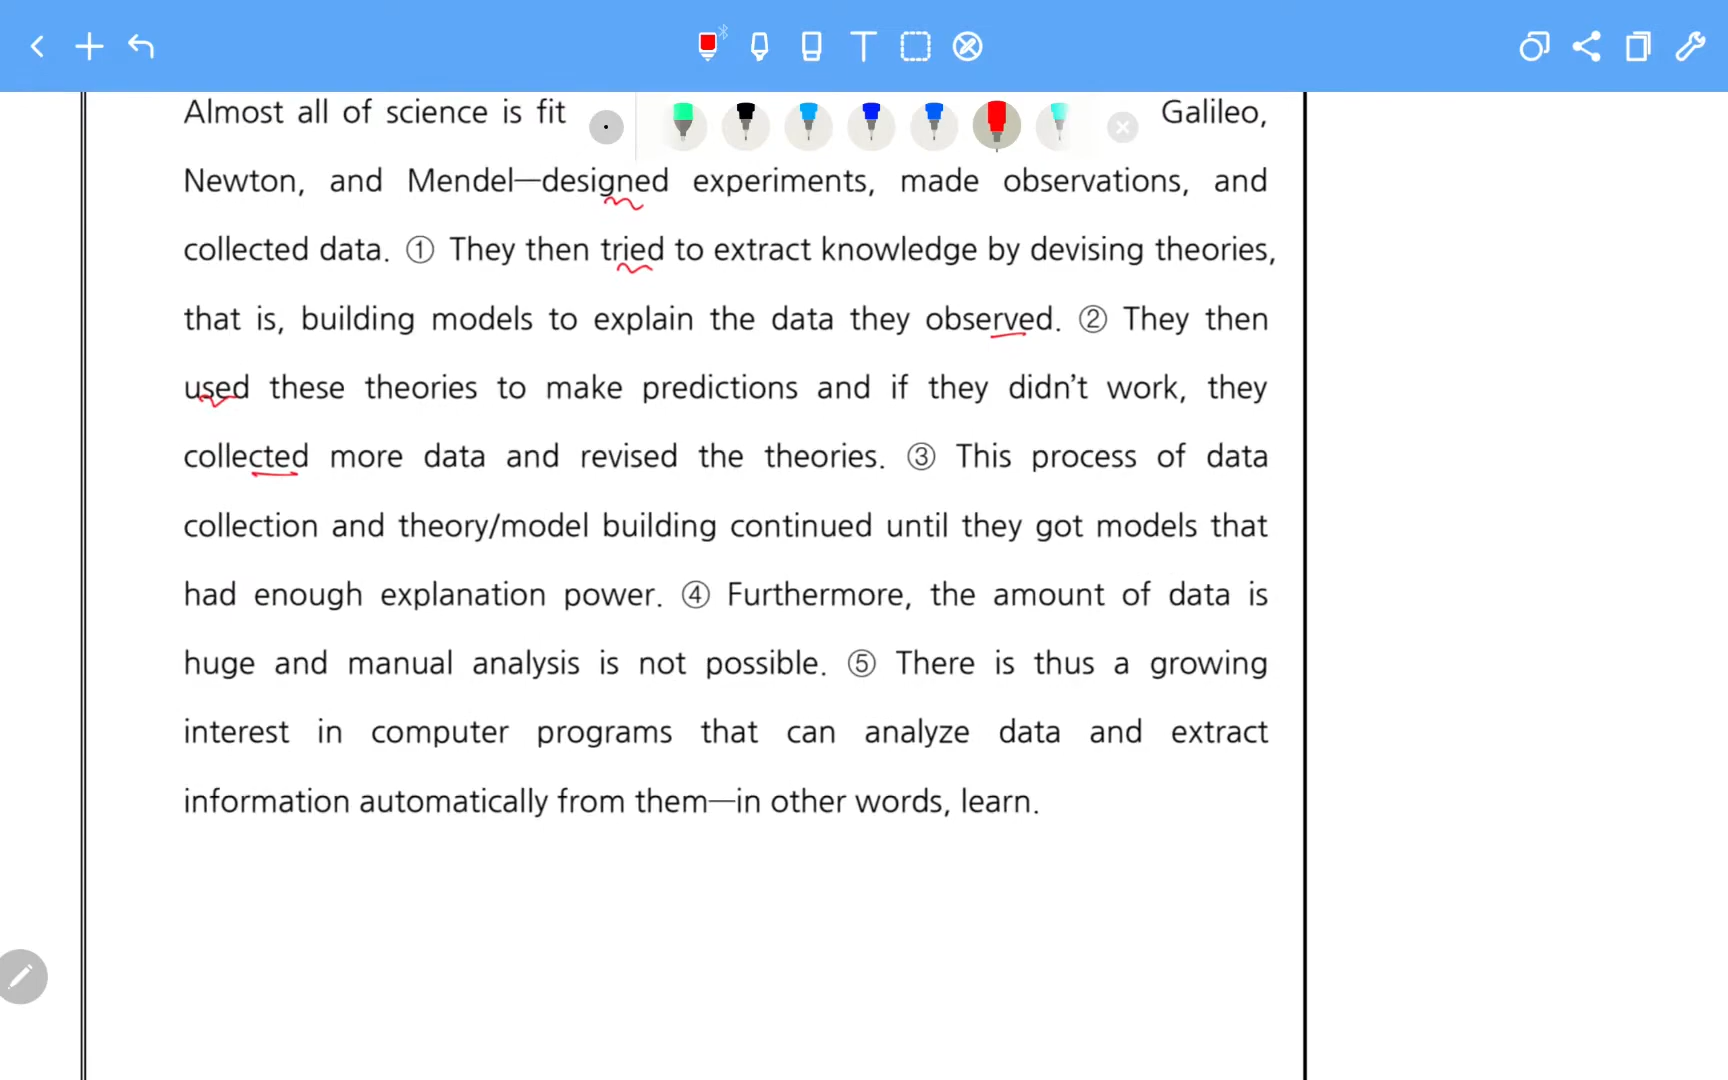 Almost all of science is fit Galileo,
Newton, and Mendel—designed experiments, made observations, and
collected data. ① They then tried to extract knowledge by devising theories,
that is, building models to explain the data they observed. ② They then
used these theories to make predictions and if they didn't work, they
collected more data and revised the theories. ③ This process of data
collection and theory/model building continued until they got models that
had enough explanation power. ④ Furthermore, the amount of data is
huge and manual analysis is not possible. ⑤ There is thus a growing
interest in computer programs that can analyze data and extract
information automatically from them—in other words, learn.